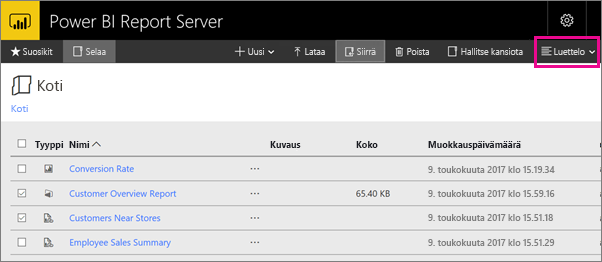 Power BI Report Server
Suosikit Selaa Uusi Lataa Siirrä Poista Hallitse kansiota Luettelo
Koti
Koti
Tyyppi Nimi Kuvaus Koko Muokkauspäivämäärä
Conversion Rate ... 9. toukokuuta 2017 klo 15.19.34
Customer Overview Report ... 65.40 KB 9. toukokuuta 2017 klo 15.59.16
Customers Near Stores ... 9. toukokuuta 2017 klo 15.51.18
Employee Sales Summary ... 9. toukokuuta 2017 klo 15.51.29